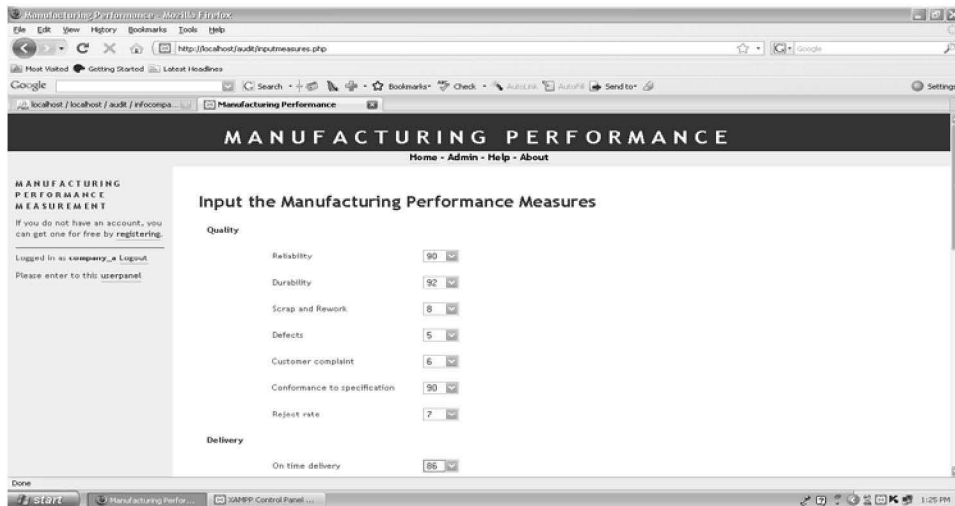 Manufacturing Performance - Mozilla Firefox
File Edit View History Bookmarks Tools Help
http://localhost/audit/inputmeasures.php
Google
Most Visited Getting Started Latest Headlines
Google Search Bookmarks Check AutoLink AutoFill Send to Settings
localhost / localhost / audit / infocompa...
Manufacturing Performance
MANUFACTURING PERFORMANCE
Home - Admin - Help - About
MANUFACTURING
PERFORMANCE
MEASUREMENT
If you do not have an account, you
can get one for free by registering.
Logged in as company_a Logout
Please enter to this userpanel
Input the Manufacturing Performance Measures
Quality
Reliability 90
Durability 92
Scrap and Rework 8
Defects 5
Customer complaint 6
Conformance to specification 90
Reject rate 7
Delivery
On time delivery 86
Done
start Manufacturing Perfor... XAMPP Control Panel ... 1:25 PM